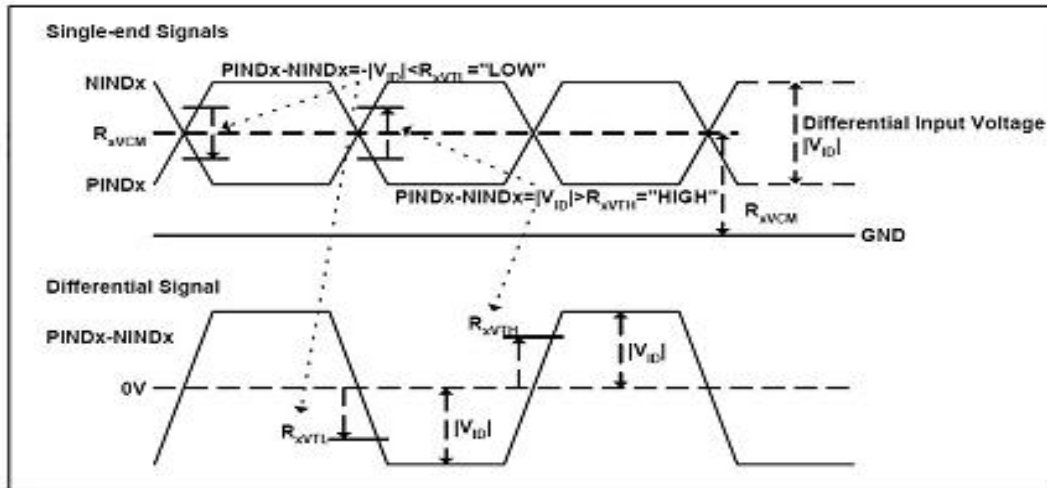 Single-end Signals
PINDx-NINDx=-|VID|<RxVTL="LOW"
NINDx
RxVCM
Differential Input Voltage
|VID|
PINDx
PINDx-NINDx=|VID|>RxVTH="HIGH"
RxVCM
GND
Differential Signal
PINDx-NINDx
RxVTH
|VID|
0V
RxVTL
|VID|